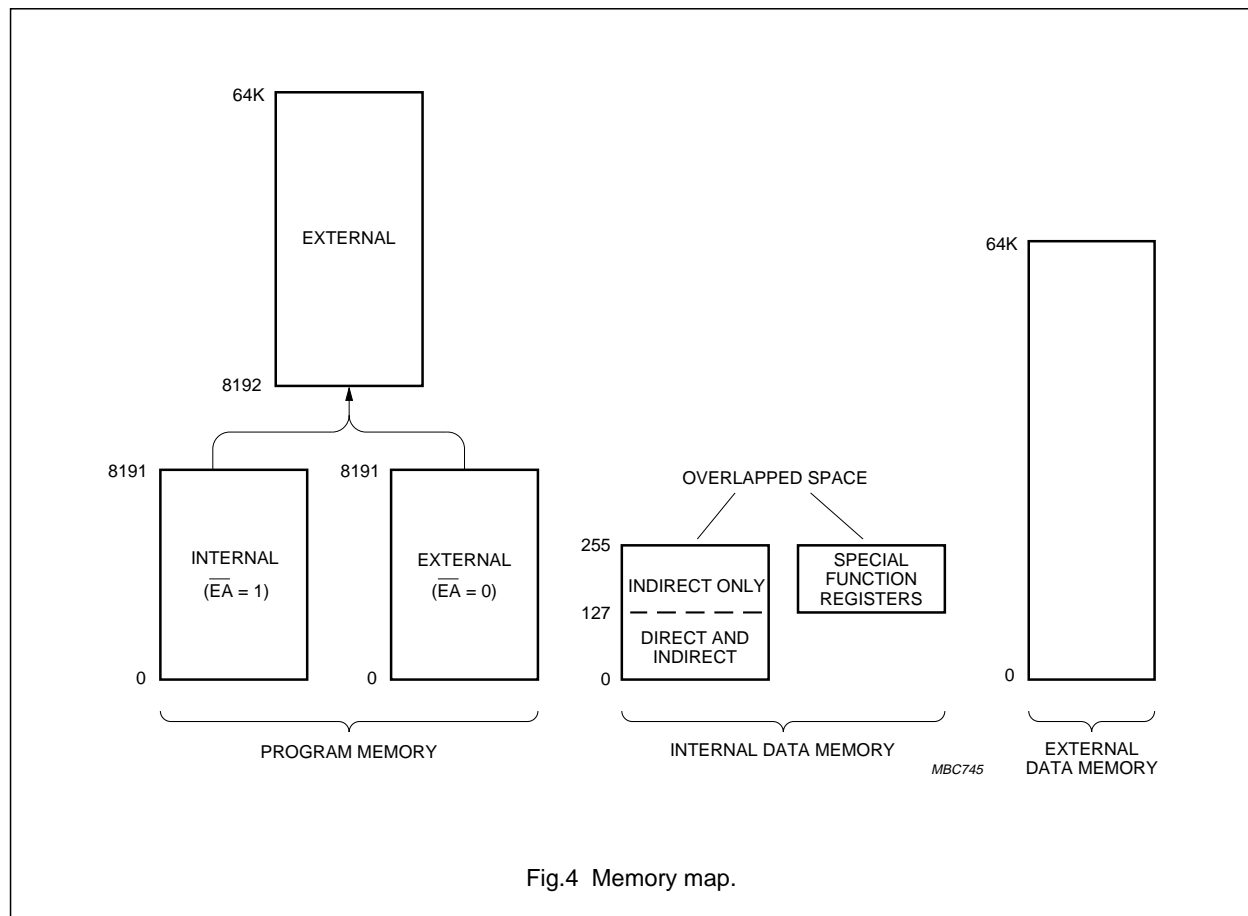 64K
EXTERNAL
8192
8191
INTERNAL
(E̅A̅ = 1)
0
8191
EXTERNAL
(E̅A̅ = 0)
0
PROGRAM MEMORY
OVERLAPPED SPACE
255
INDIRECT ONLY
127
DIRECT AND
INDIRECT
0
SPECIAL
FUNCTION
REGISTERS
INTERNAL DATA MEMORY
64K
0
EXTERNAL
DATA MEMORY
MBC745
Fig.4 Memory map.